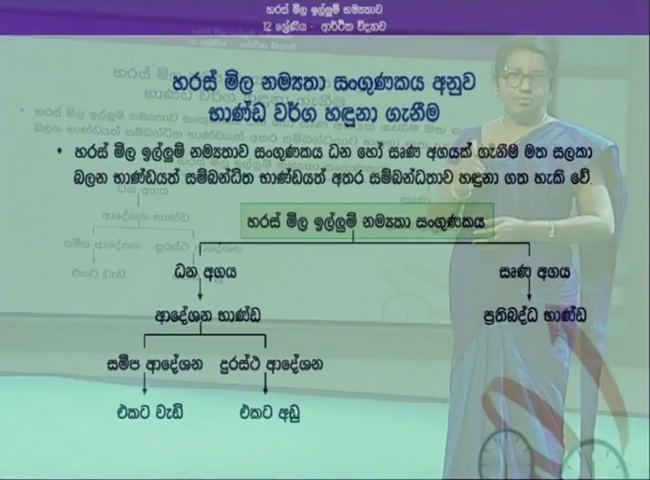 හරස් මිල ඉල්ලුම් නම්‍යතාව
12 ශ්‍රේණිය - ආර්ථික විද්‍යාව
හරස් මිල නම්‍යතා සංගුණකය අනුව
භාණ්ඩ වර්ග හඳුනා ගැනීම
• හරස් මිල ඉල්ලුම් නම්‍යතාව සංගුණකය ධන හෝ සෘණ අගයක් ගැනීම මත සලකා
බලන භාණ්ඩයත් සම්බන්ධිත භාණ්ඩයත් අතර සම්බන්ධතාව හඳුනා ගත හැකි වේ.
හරස් මිල ඉල්ලුම් නම්‍යතා සංගුණකය
ධන අගය සෘණ අගය
ආදේශන භාණ්ඩ ප්‍රතිබද්ධ භාණ්ඩ
සමීප ආදේශන දුරස්ථ ආදේශන
එකට වැඩි එකට අඩු